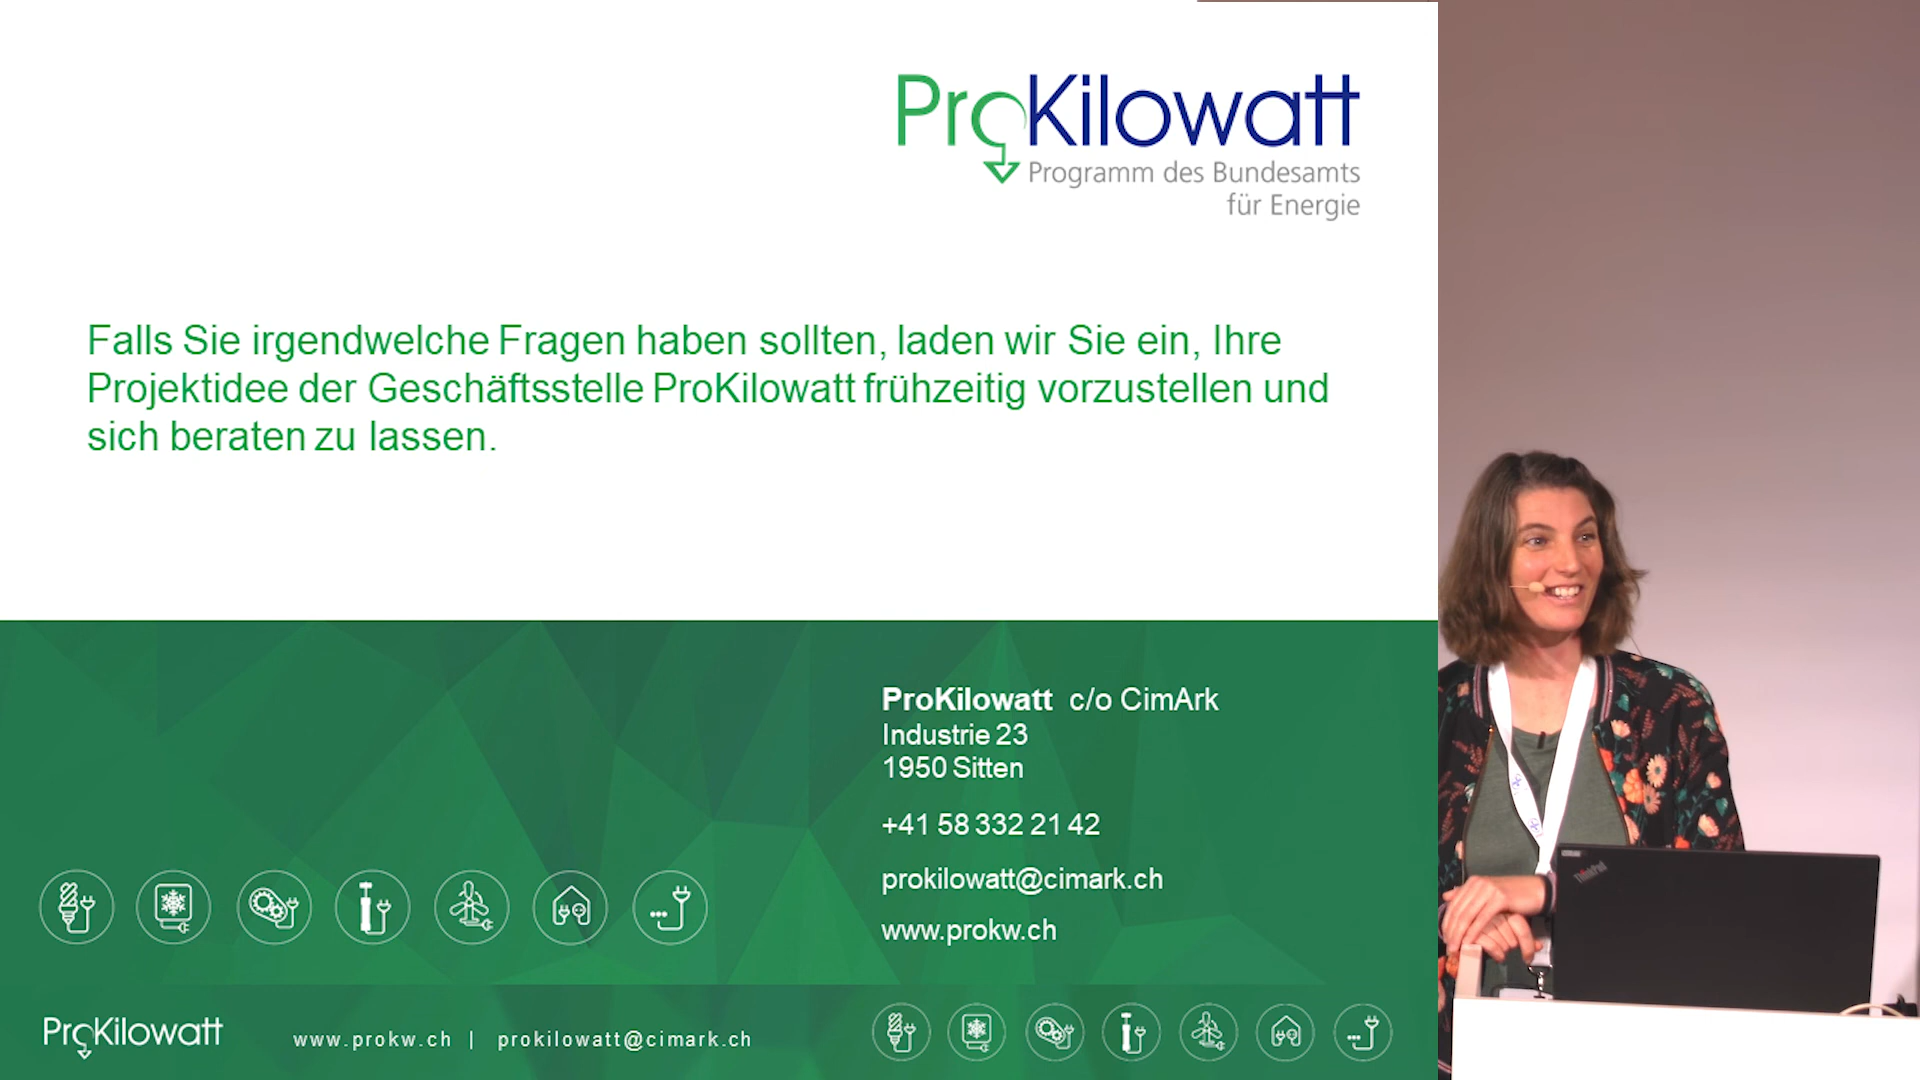 ProKilowatt
Programm des Bundesamts
für Energie
Falls Sie irgendwelche Fragen haben sollten, laden wir Sie ein, Ihre
Projektidee der Geschäftsstelle ProKilowatt frühzeitig vorzustellen und
sich beraten zu lassen.
ProKilowatt c/o CimArk
Industrie 23
1950 Sitten
+41 58 332 21 42
prokilowatt@cimark.ch
www.prokw.ch
ProKilowatt
www.prokw.ch | prokilowatt@cimark.ch
ThinkPad